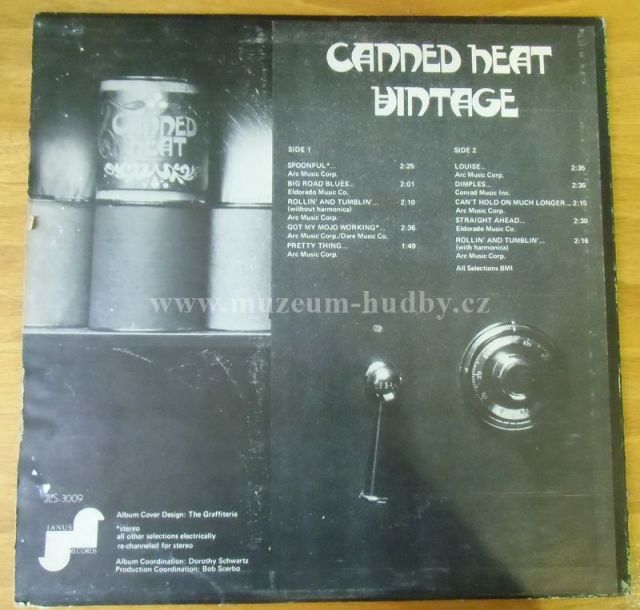 CANNED HEAT
VINTAGE
CANNED
HEAT
SIDE 1
SPOONFUL*... 2:25
Arc Music Corp.
BIG ROAD BLUES... 2:01
Eldorado Music Co.
ROLLIN' AND TUMBLIN'... 2:10
(without harmonica)
Arc Music Corp.
GOT MY MOJO WORKING*... 2:36
Arc Music Corp./Dare Music Co.
PRETTY THING... 1:49
Arc Music Corp.
SIDE 2
LOUISE... 2:35
Arc Music Corp.
DIMPLES... 2:35
Conrad Music Inc.
CAN'T HOLD ON MUCH LONGER... 2:15
Arc Music Corp.
STRAIGHT AHEAD... 2:30
Eldorado Music Co.
ROLLIN' AND TUMBLIN'... 2:16
(with harmonica)
Arc Music Corp.
All Selections BMI
www.muzeum-hudby.cz
JLS-3009
JANUS
RECORDS
Album Cover Design: The Graffiteria
*stereo
all other selections electrically
re-channeled for stereo
Album Coordination: Dorothy Schwartz
Production Coordination: Bob Scerbo